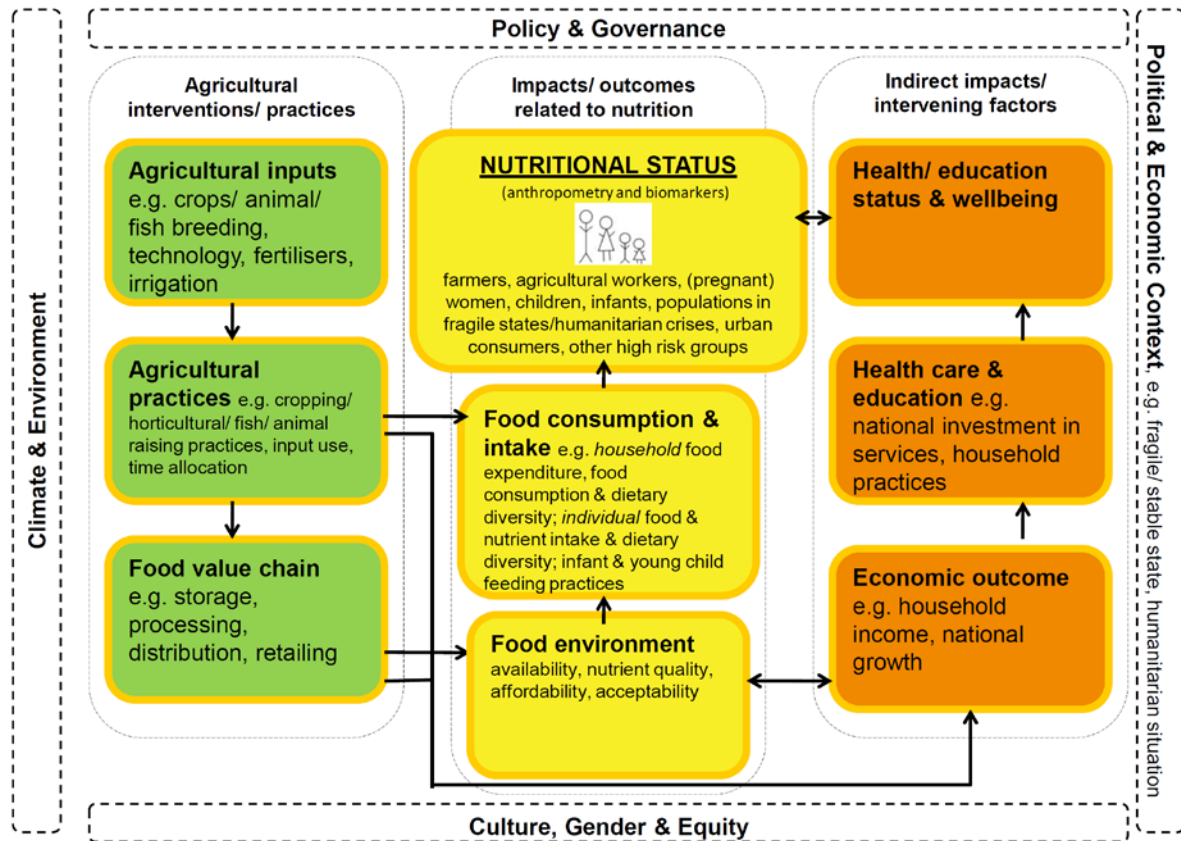 Policy & Governance
Climate & Environment
Agricultural
interventions/ practices
Agricultural inputs
e.g. crops/ animal/
fish breeding,
technology, fertilisers,
irrigation
Agricultural
practices e.g. cropping/
horticultural/ fish/ animal
raising practices, input use,
time allocation
Food value chain
e.g. storage,
processing,
distribution, retailing
Impacts/ outcomes
related to nutrition
NUTRITIONAL STATUS
(anthropometry and biomarkers)
farmers, agricultural workers, (pregnant)
women, children, infants, populations in
fragile states/humanitarian crises, urban
consumers, other high risk groups
Food consumption &
intake e.g. household food
expenditure, food
consumption & dietary
diversity; individual food &
nutrient intake & dietary
diversity; infant & young child
feeding practices
Food environment
availability, nutrient quality,
affordability, acceptability
Indirect impacts/
intervening factors
Health/ education
status & wellbeing
Health care &
education e.g.
national investment in
services, household
practices
Economic outcome
e.g. household
income, national
growth
Political & Economic Context, e.g. fragile/ stable state, humanitarian situation
Culture, Gender & Equity